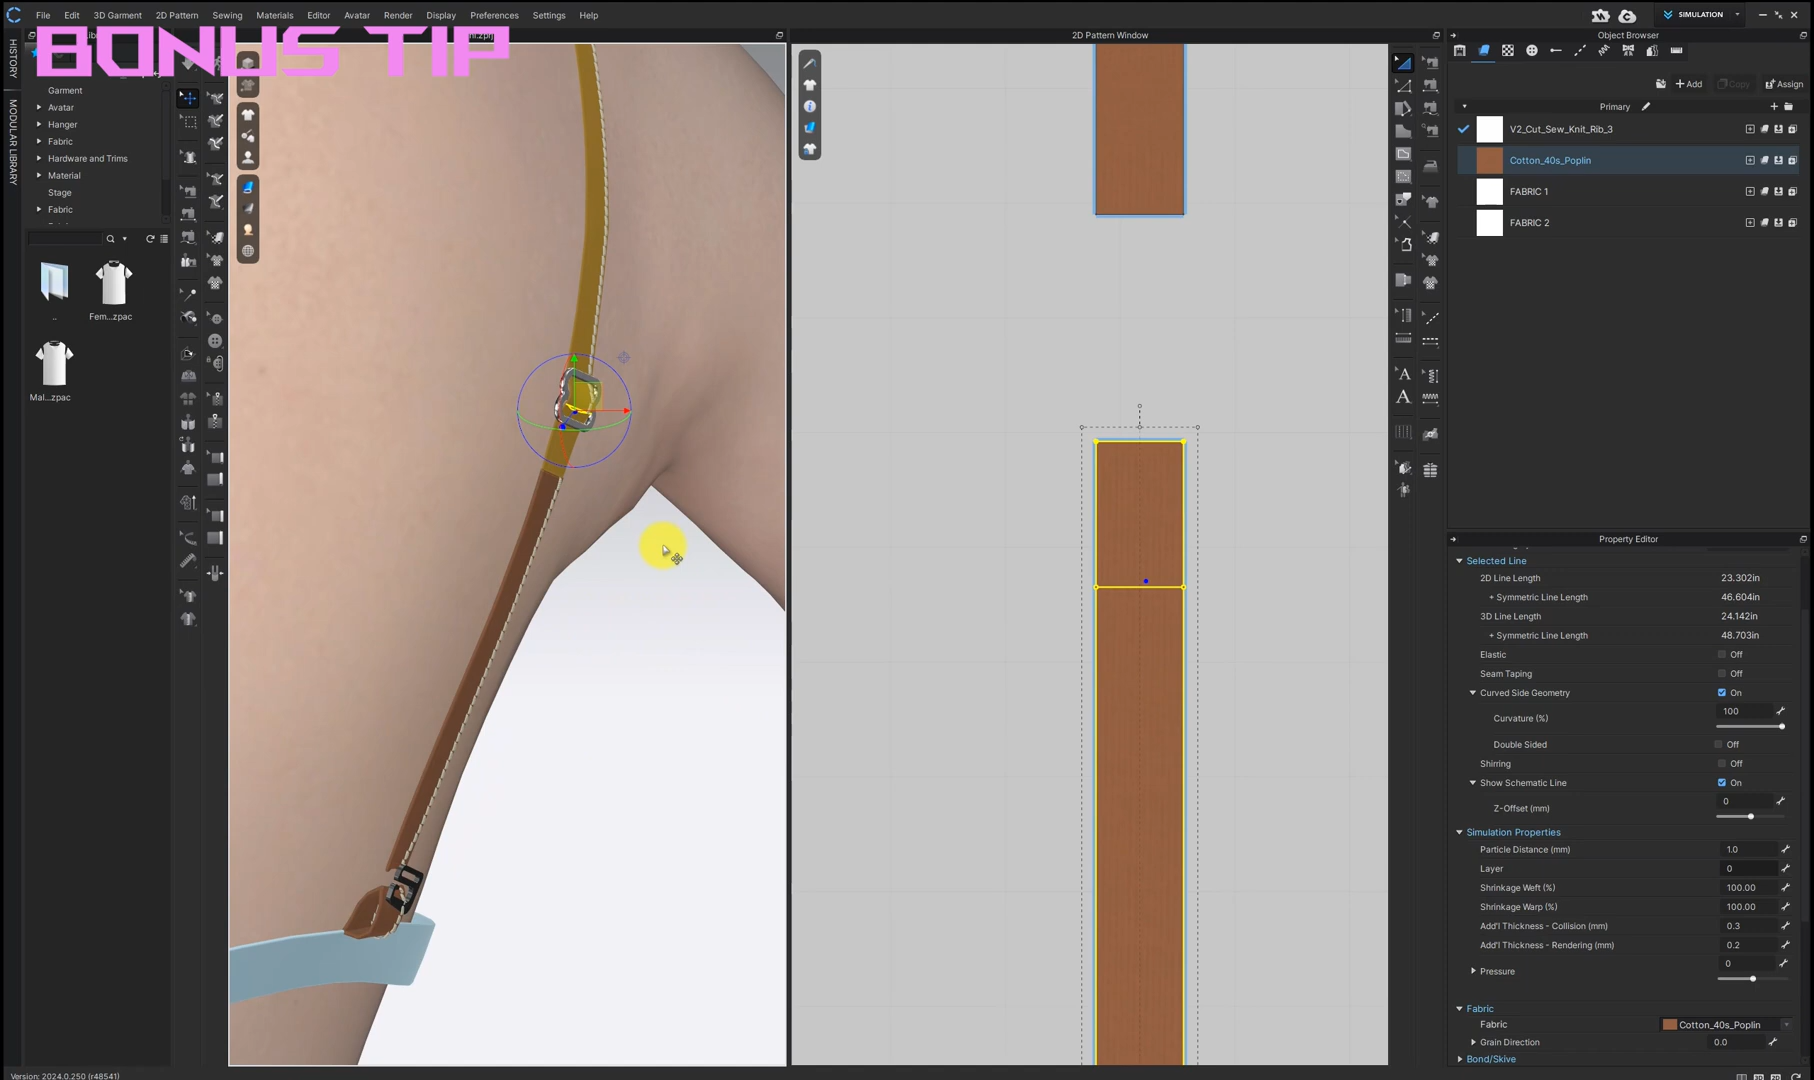 File Edit 3D Garment 2D Pattern Sewing Materials Editor Avatar Render Display Preferences Settings Help
SIMULATION
BONUS TIP
2D Pattern Window
Object Browser
HISTORY
MODULAR LIBRARY
Garment
Avatar
Hanger
Fabric
Hardware and Trims
Material
Stage
Fabric
Fem...zpac
Mal...zpac
+Add
Copy
Assign
Primary
V2_Cut_Sew_Knit_Rib_3
Cotton_40s_Poplin
FABRIC 1
FABRIC 2
Property Editor
Selected Line
2D Line Length 23.302in
+ Symmetric Line Length 46.604in
3D Line Length 24.142in
+ Symmetric Line Length 48.703in
Elastic Off
Seam Taping Off
Curved Side Geometry On
Curvature (%) 100
Double Sided Off
Shirring Off
Show Schematic Line On
Z-Offset (mm) 0
Simulation Properties
Particle Distance (mm) 1.0
Layer 0
Shrinkage Weft (%) 100.00
Shrinkage Warp (%) 100.00
Add'l Thickness - Collision (mm) 0.3
Add'l Thickness - Rendering (mm) 0.2
Pressure 0
Fabric
Fabric Cotton_40s_Poplin
Grain Direction 0.0
Bond/Skive
Version: 2024.0.250 (r48541)